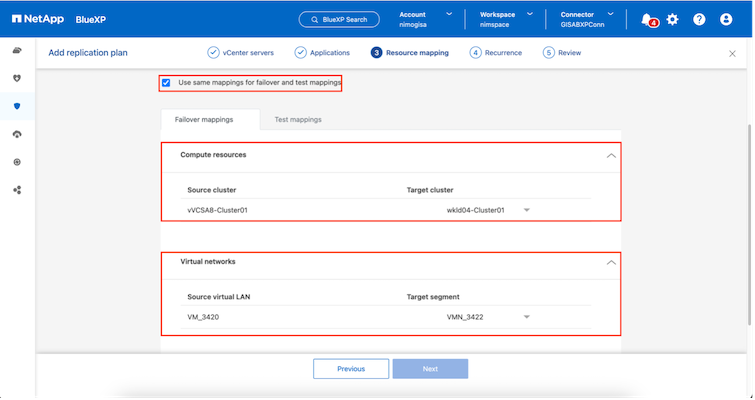 NetApp BlueXP
BlueXP Search
Account
nimogisa
Workspace
nimspace
Connector
GISABXPConn
4
Add replication plan
vCenter servers
Applications
3 Resource mapping
4 Recurrence
5 Review
Use same mappings for failover and test mappings
Failover mappings
Test mappings
Compute resources
Source cluster
Target cluster
vVCSA8-Cluster01
wkld04-Cluster01
Virtual networks
Source virtual LAN
Target segment
VM_3420
VMN_3422
Previous
Next